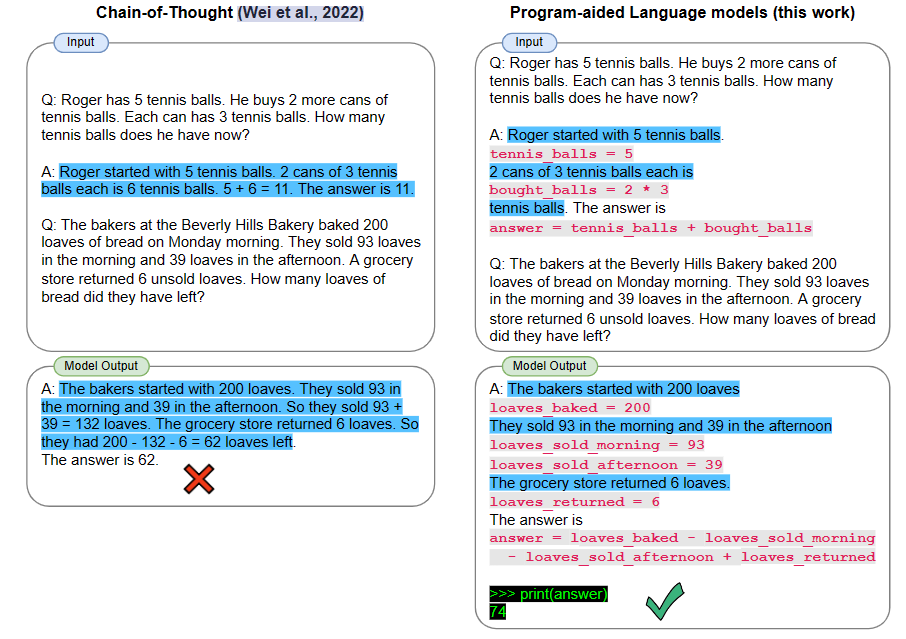 Chain-of-Thought (Wei et al., 2022)
Input
Q: Roger has 5 tennis balls. He buys 2 more cans of
tennis balls. Each can has 3 tennis balls. How many
tennis balls does he have now?
A: Roger started with 5 tennis balls. 2 cans of 3 tennis
balls each is 6 tennis balls. 5 + 6 = 11. The answer is 11.
Q: The bakers at the Beverly Hills Bakery baked 200
loaves of bread on Monday morning. They sold 93 loaves
in the morning and 39 loaves in the afternoon. A grocery
store returned 6 unsold loaves. How many loaves of
bread did they have left?
Model Output
A: The bakers started with 200 loaves. They sold 93 in
the morning and 39 in the afternoon. So they sold 93 +
39 = 132 loaves. The grocery store returned 6 loaves. So
they had 200 - 132 - 6 = 62 loaves left.
The answer is 62.
Program-aided Language models (this work)
Input
Q: Roger has 5 tennis balls. He buys 2 more cans of
tennis balls. Each can has 3 tennis balls. How many
tennis balls does he have now?
A: Roger started with 5 tennis balls.
tennis_balls = 5
2 cans of 3 tennis balls each is
bought_balls = 2 * 3
tennis balls. The answer is
answer = tennis_balls + bought_balls
Q: The bakers at the Beverly Hills Bakery baked 200
loaves of bread on Monday morning. They sold 93 loaves
in the morning and 39 loaves in the afternoon. A grocery
store returned 6 unsold loaves. How many loaves of bread
did they have left?
Model Output
A: The bakers started with 200 loaves
loaves_baked = 200
They sold 93 in the morning and 39 in the afternoon
loaves_sold_morning = 93
loaves_sold_afternoon = 39
The grocery store returned 6 loaves.
loaves_returned = 6
The answer is
answer = loaves_baked - loaves_sold_morning
- loaves_sold_afternoon + loaves_returned
>>> print(answer)
74